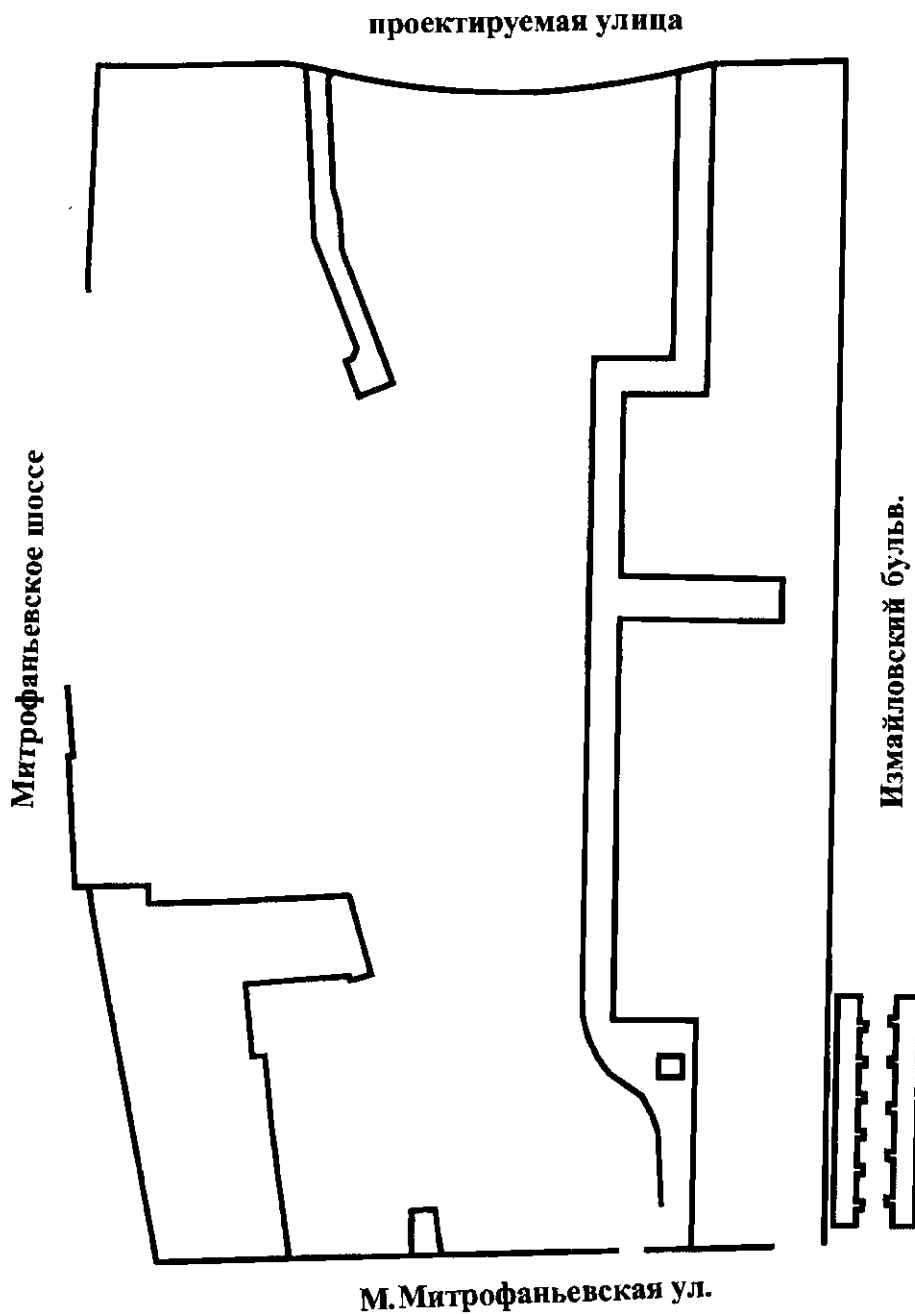 проектируемая улица
Митрофаньевское шоссе
Измайловский бульв.
М.Митрофаньевская ул.